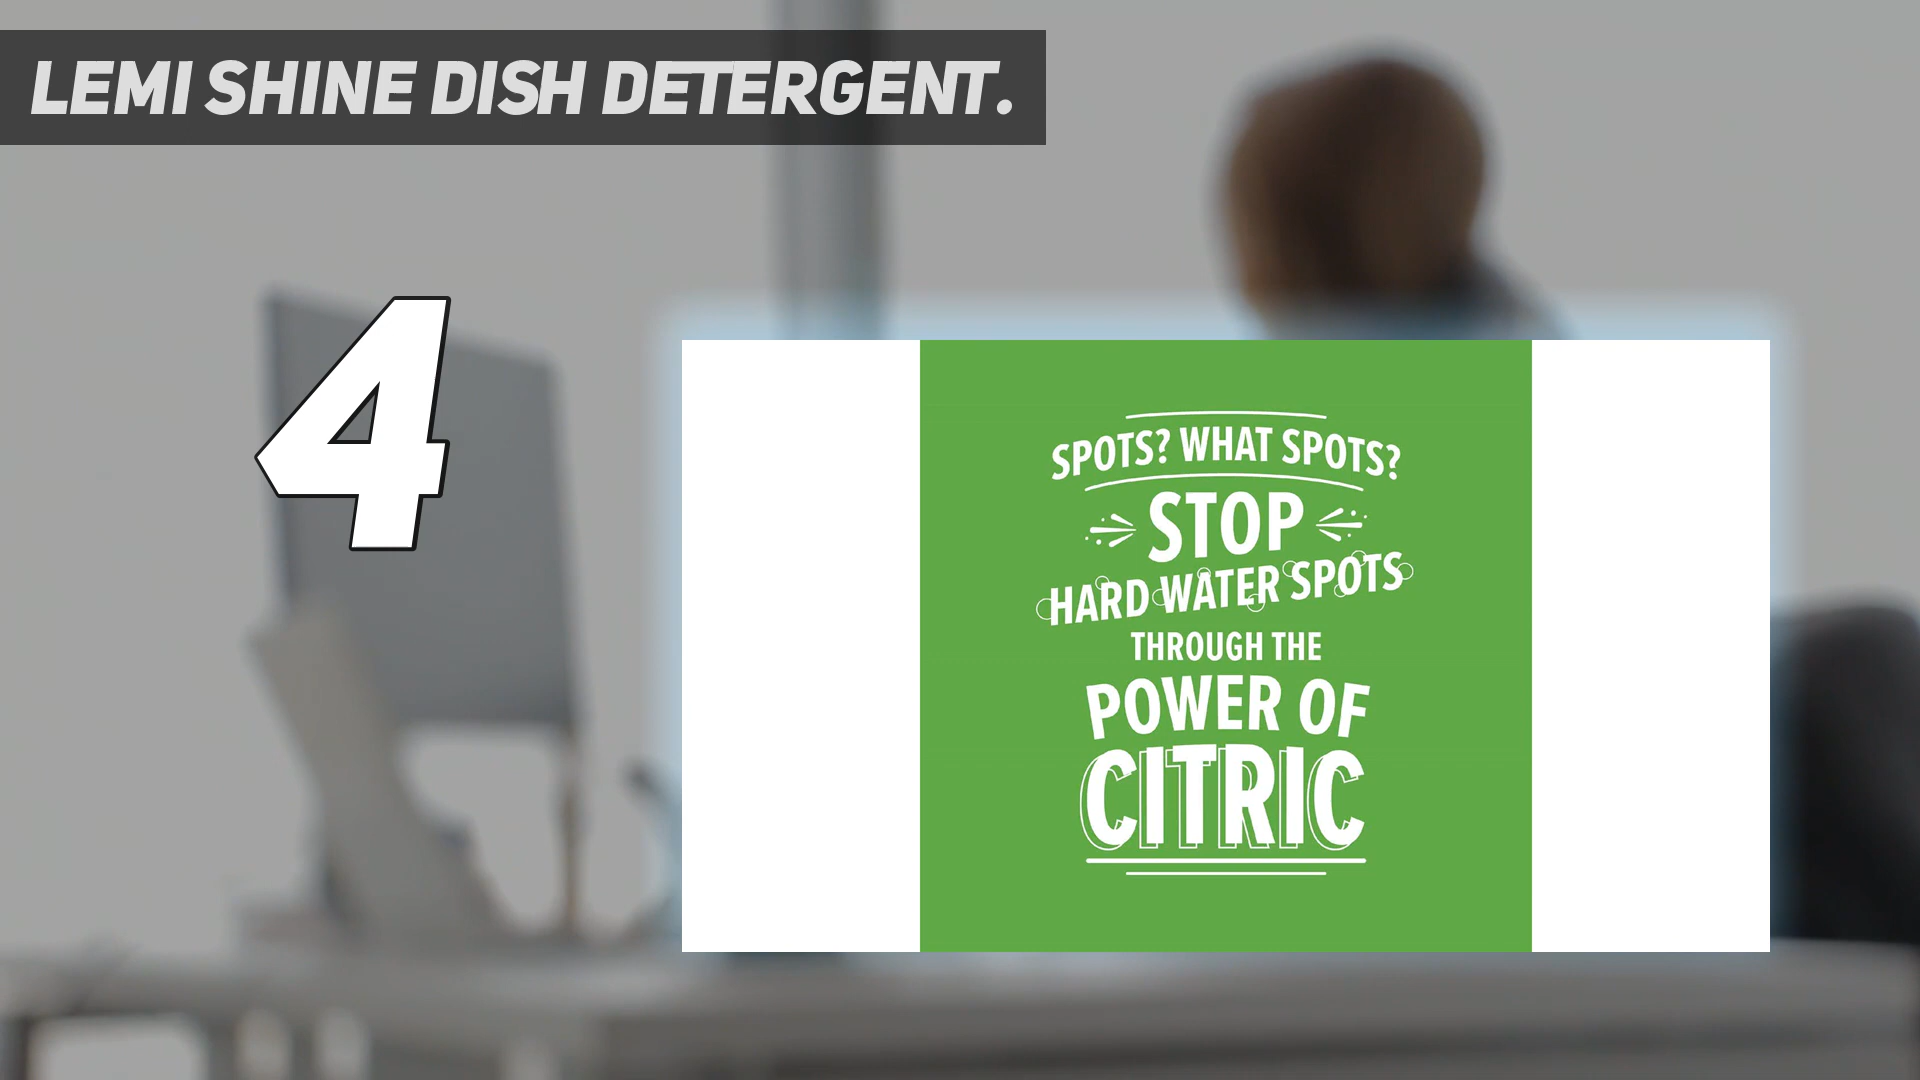 LEMI SHINE DISH DETERGENT.
4
SPOTS? WHAT SPOTS?
STOP
HARD WATER SPOTS
THROUGH THE
POWER OF
CITRIC